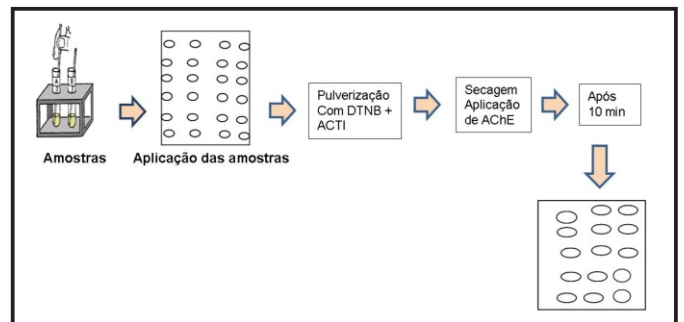 Amostras
Aplicação das amostras
Pulverização
Com DTNB +
ACTI
Secagem
Aplicação
de AChE
Após
10 min